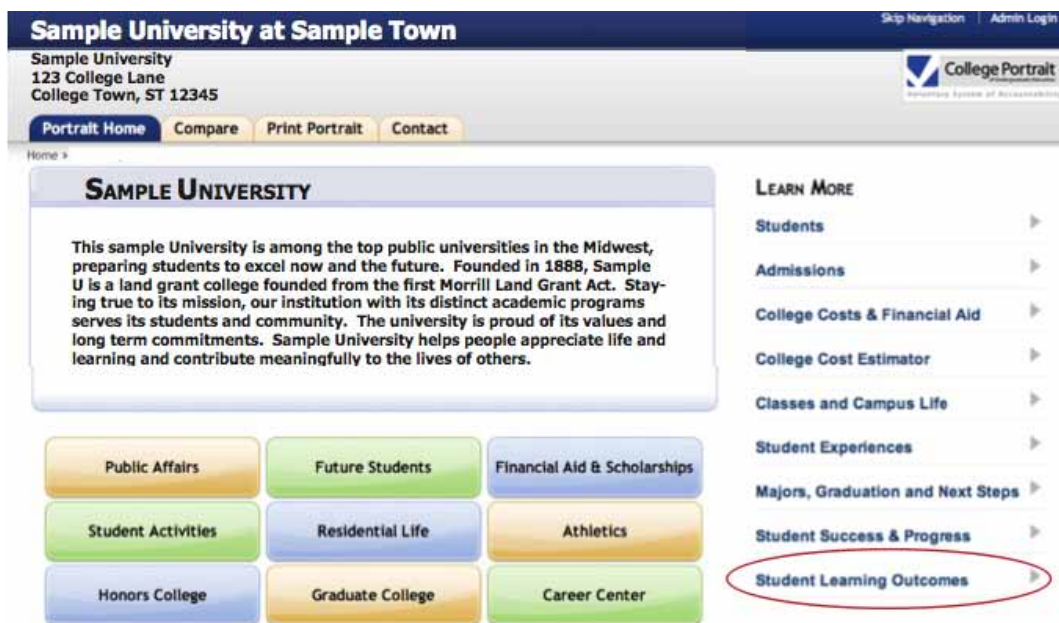 Sample University at Sample Town
Skip Navigation | Admin Login
Sample University
123 College Lane
College Town, ST 12345
College Portrait
Portrait Home
Compare
Print Portrait
Contact
Home »
SAMPLE UNIVERSITY
This sample University is among the top public universities in the Midwest,
preparing students to excel now and the future. Founded in 1888, Sample
U is a land grant college founded from the first Morrill Land Grant Act. Stay-
ing true to its mission, our institution with its distinct academic programs
serves its students and community. The university is proud of its values and
long term commitments. Sample University helps people appreciate life and
learning and contribute meaningfully to the lives of others.
Public Affairs
Future Students
Financial Aid & Scholarships
Student Activities
Residential Life
Athletics
Honors College
Graduate College
Career Center
LEARN MORE
Students
Admissions
College Costs & Financial Aid
College Cost Estimator
Classes and Campus Life
Student Experiences
Majors, Graduation and Next Steps
Student Success & Progress
Student Learning Outcomes